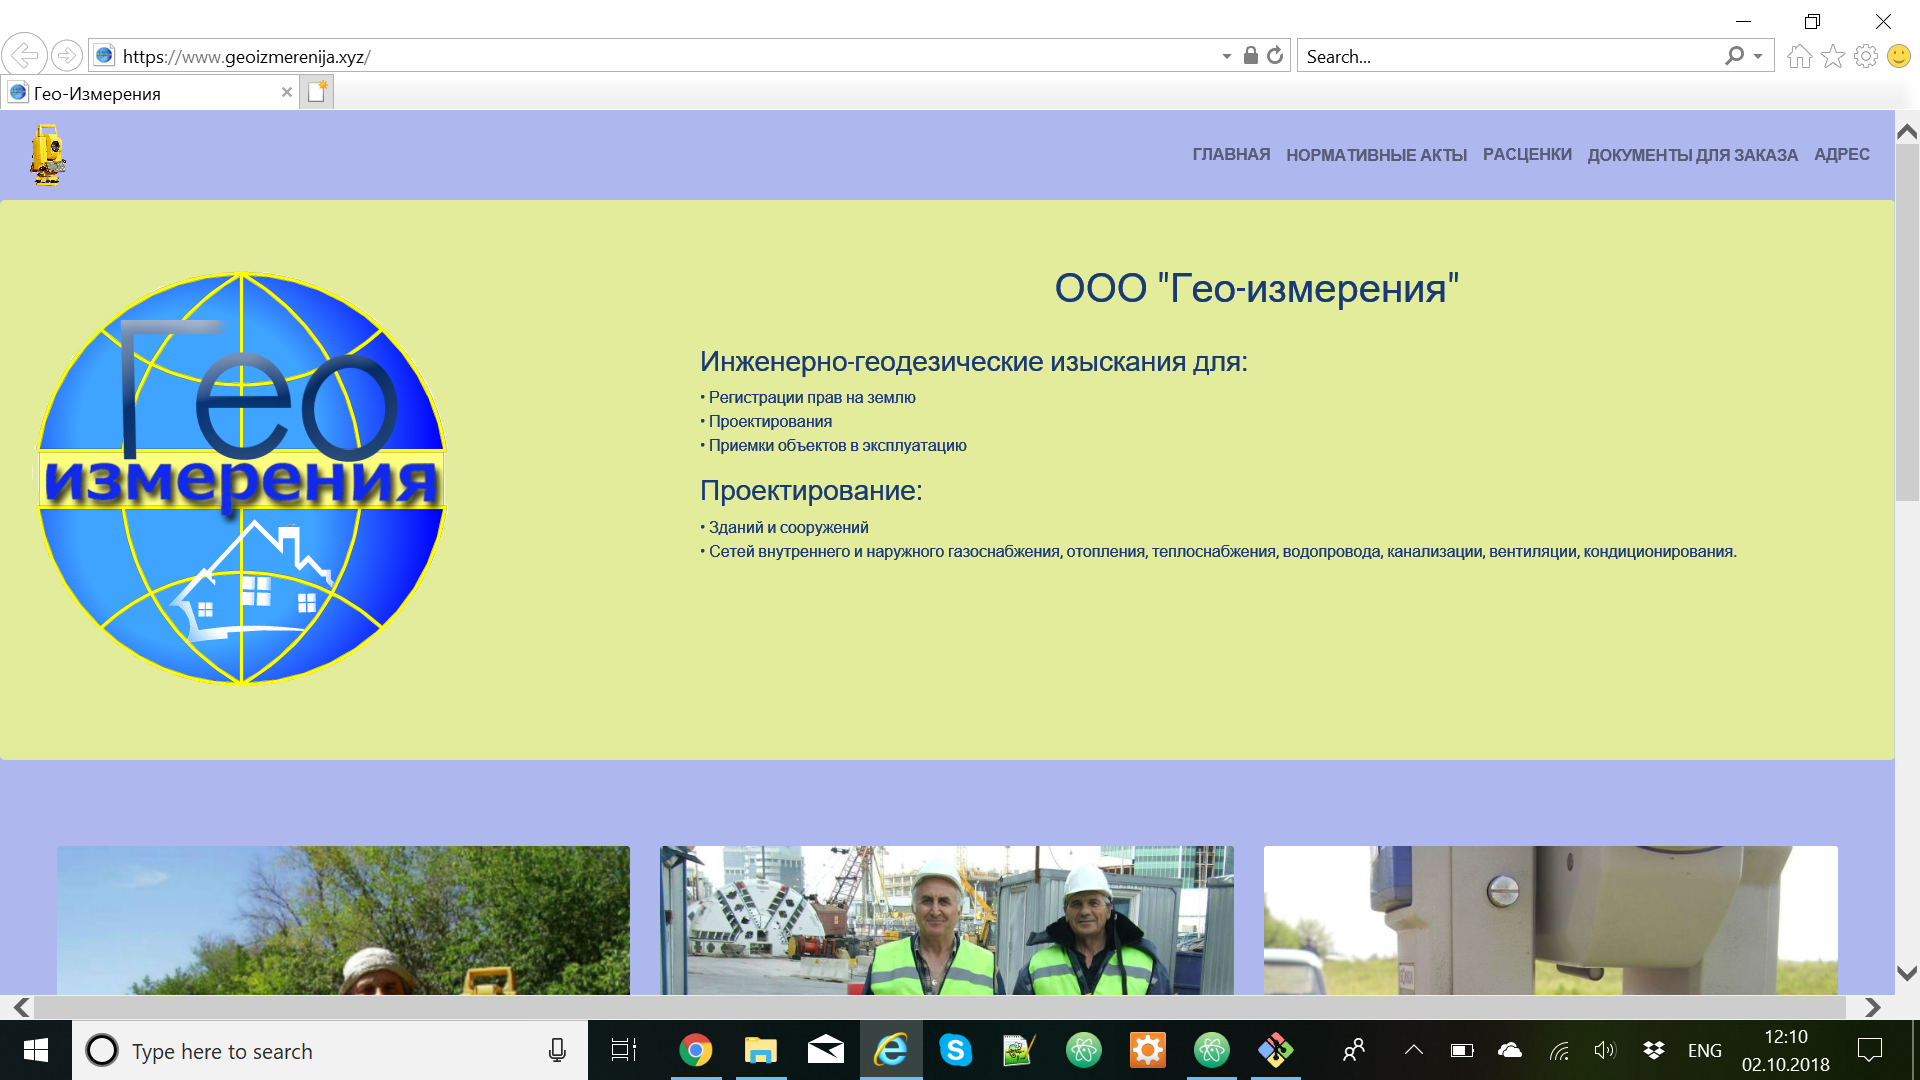 https://www.geoizmerenija.xyz/
Search...
Гео-Измерения
ГЛАВНАЯ НОРМАТИВНЫЕ АКТЫ РАСЦЕНКИ ДОКУМЕНТЫ ДЛЯ ЗАКАЗА АДРЕС
Гео
измерения
ООО "Гео-измерения"
Инженерно-геодезические изыскания для:
• Регистрации прав на землю
• Проектирования
• Приемки объектов в эксплуатацию
Проектирование:
• Зданий и сооружений
• Сетей внутреннего и наружного газоснабжения, отопления, теплоснабжения, водопровода, канализации, вентиляции, кондиционирования.
Type here to search
ENG
12:10
02.10.2018